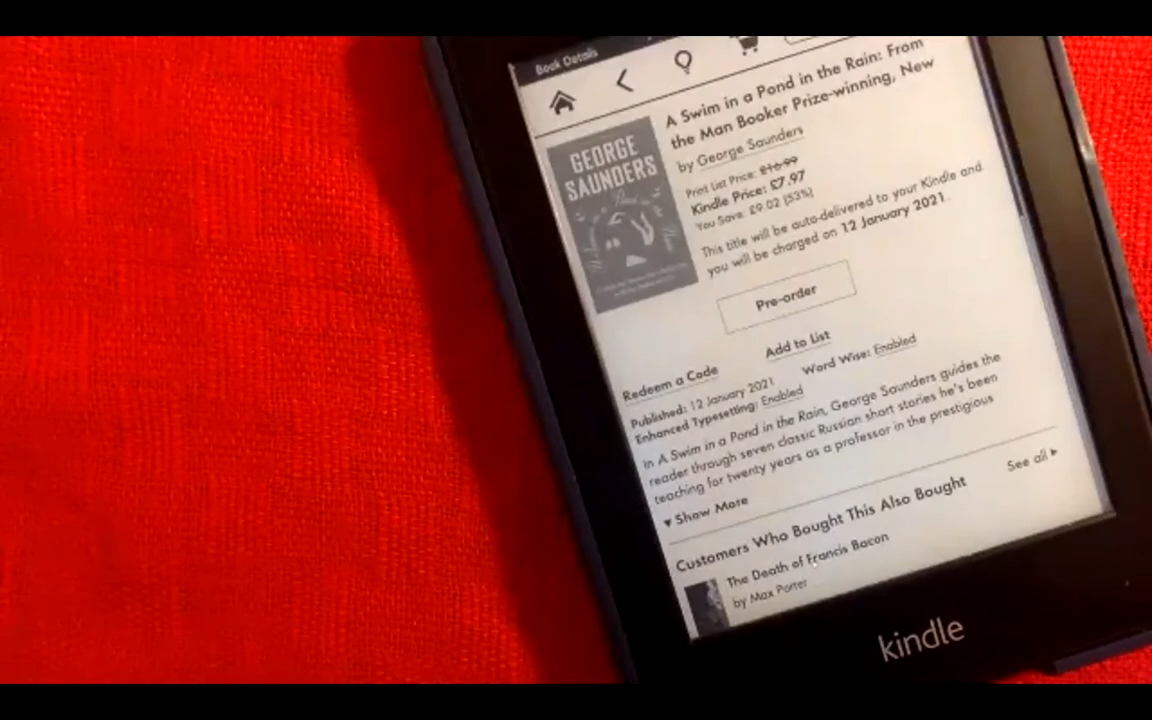 Book Details
A Swim in a Pond in the Rain: From
the Man Booker Prize-winning, New
by George Saunders
GEORGE
SAUNDERS
Print List Price: £16.99
Kindle Price: £7.97
You Save: £9.02 (53%)
This title will be auto-delivered to your Kindle and
you will be charged on 12 January 2021.
Pre-order
Add to List
Redeem a Code
Word Wise: Enabled
Published: 12 January 2021
Enhanced Typesetting: Enabled
In A Swim in a Pond in the Rain, George Saunders guides the
reader through seven classic Russian short stories he's been
teaching for twenty years as a professor in the prestigious
▾ Show More
See all ▸
Customers Who Bought This Also Bought
The Death of Francis Bacon
by Max Porter
kindle